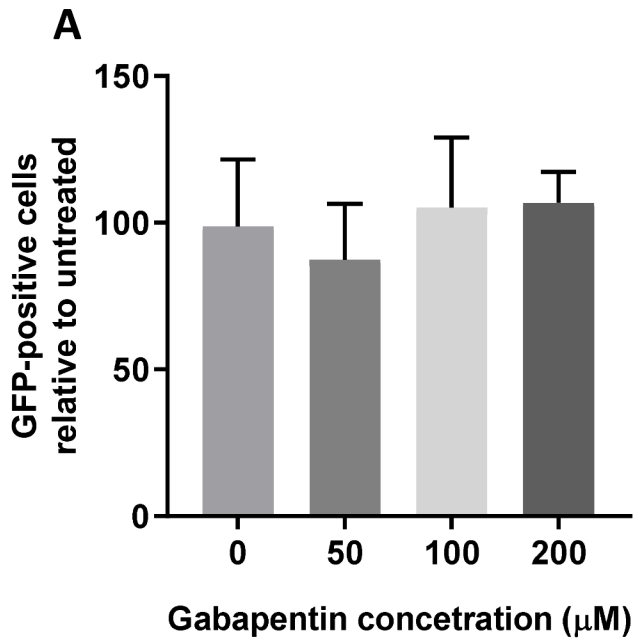 A
GFP-positive cells
relative to untreated
150
100
50
0
0 50 100 200
Gabapentin concetration (μM)